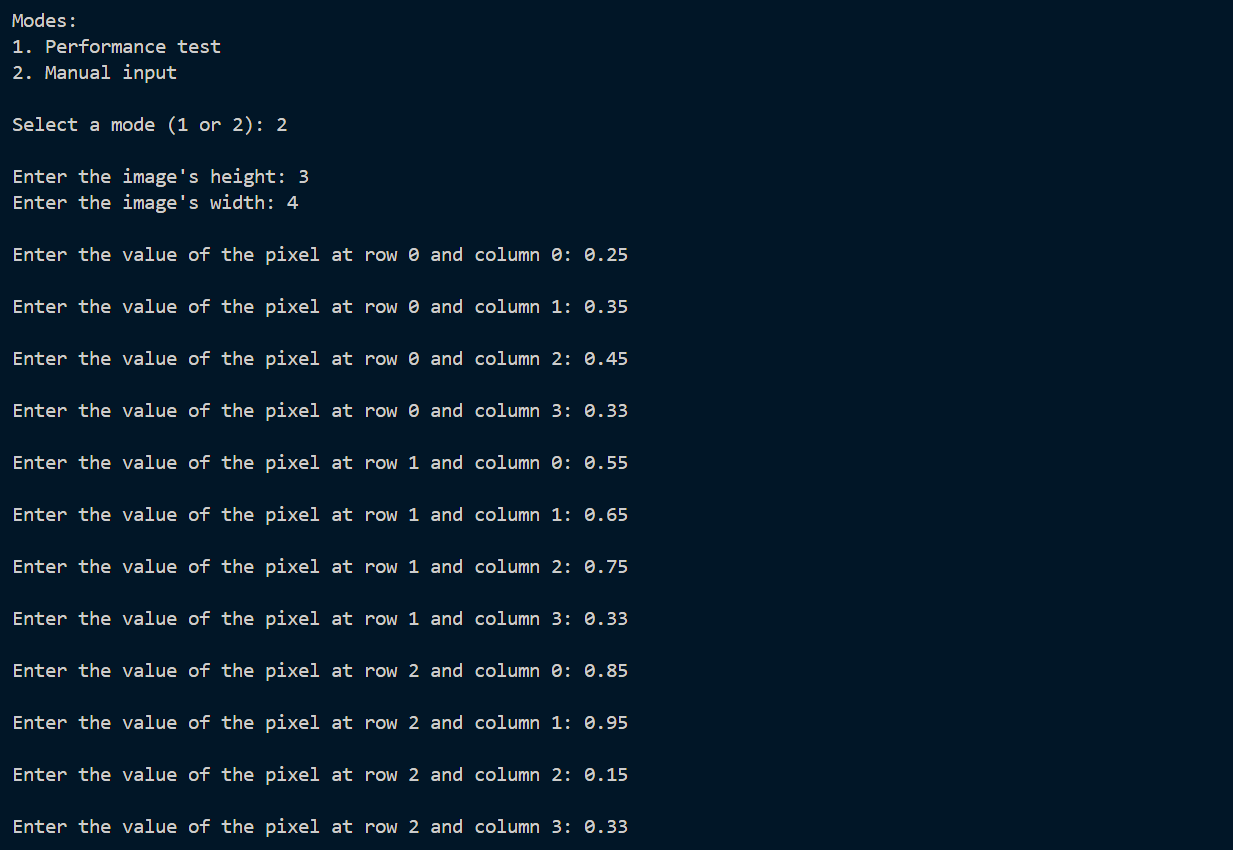 Modes:
1. Performance test
2. Manual input
Select a mode (1 or 2): 2
Enter the image's height: 3
Enter the image's width: 4
Enter the value of the pixel at row 0 and column 0: 0.25
Enter the value of the pixel at row 0 and column 1: 0.35
Enter the value of the pixel at row 0 and column 2: 0.45
Enter the value of the pixel at row 0 and column 3: 0.33
Enter the value of the pixel at row 1 and column 0: 0.55
Enter the value of the pixel at row 1 and column 1: 0.65
Enter the value of the pixel at row 1 and column 2: 0.75
Enter the value of the pixel at row 1 and column 3: 0.33
Enter the value of the pixel at row 2 and column 0: 0.85
Enter the value of the pixel at row 2 and column 1: 0.95
Enter the value of the pixel at row 2 and column 2: 0.15
Enter the value of the pixel at row 2 and column 3: 0.33